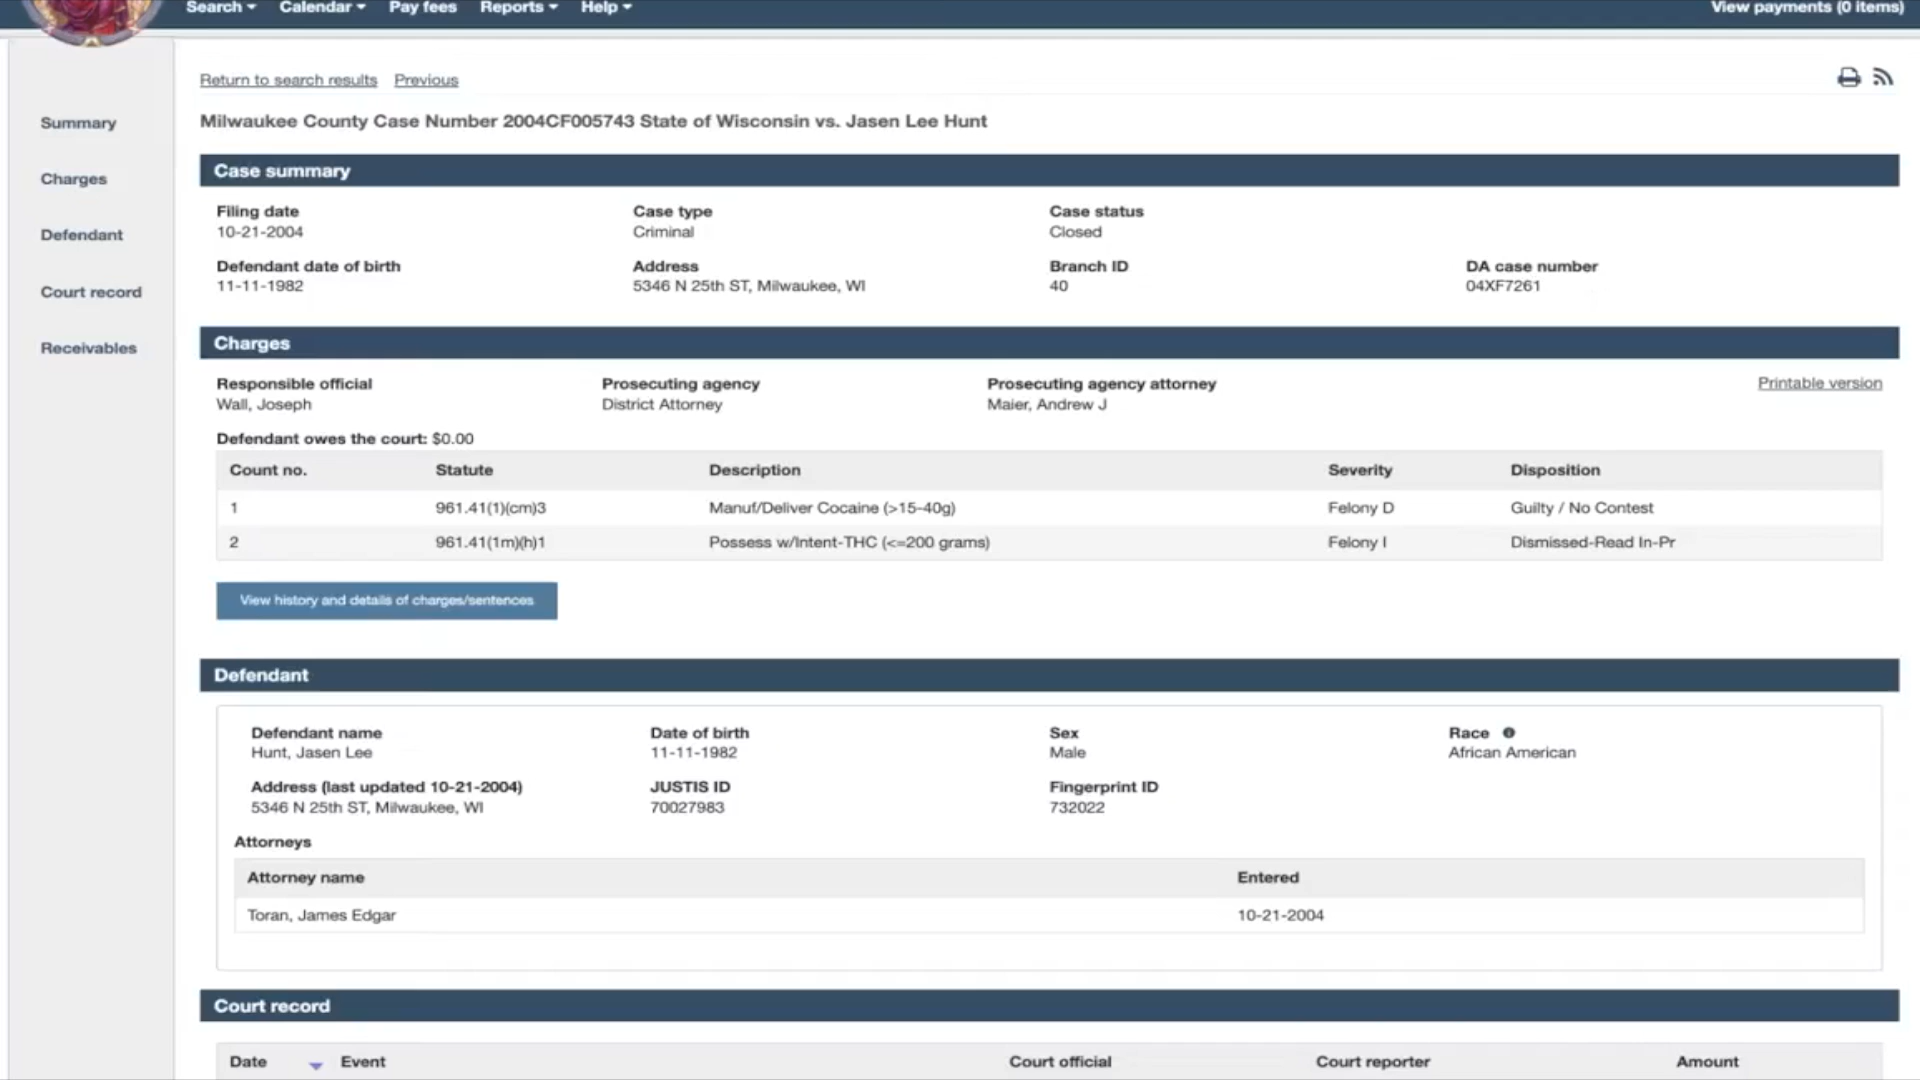 Search Calendar Pay fees Reports Help View payments (0 items)
Return to search results Previous
Summary
Charges
Defendant
Court record
Receivables
Milwaukee County Case Number 2004CF005743 State of Wisconsin vs. Jasen Lee Hunt
Case summary
Filing date Case type Case status
10-21-2004 Criminal Closed
Defendant date of birth Address Branch ID DA case number
11-11-1982 5346 N 25th ST, Milwaukee, WI 40 04XF7261
Charges
Responsible official Prosecuting agency Prosecuting agency attorney Printable version
Wall, Joseph District Attorney Maier, Andrew J
Defendant owes the court: $0.00
Count no. Statute Description Severity Disposition
1 961.41(1)(cm)3 Manuf/Deliver Cocaine (>15-40g) Felony D Guilty / No Contest
2 961.41(1m)(h)1 Possess w/Intent-THC (<=200 grams) Felony I Dismissed-Read In-Pr
View history and details of charges/sentences
Defendant
Defendant name Date of birth Sex Race
Hunt, Jasen Lee 11-11-1982 Male African American
Address (last updated 10-21-2004) JUSTIS ID Fingerprint ID
5346 N 25th ST, Milwaukee, WI 70027983 732022
Attorneys
Attorney name Entered
Toran, James Edgar 10-21-2004
Court record
Date Event Court official Court reporter Amount